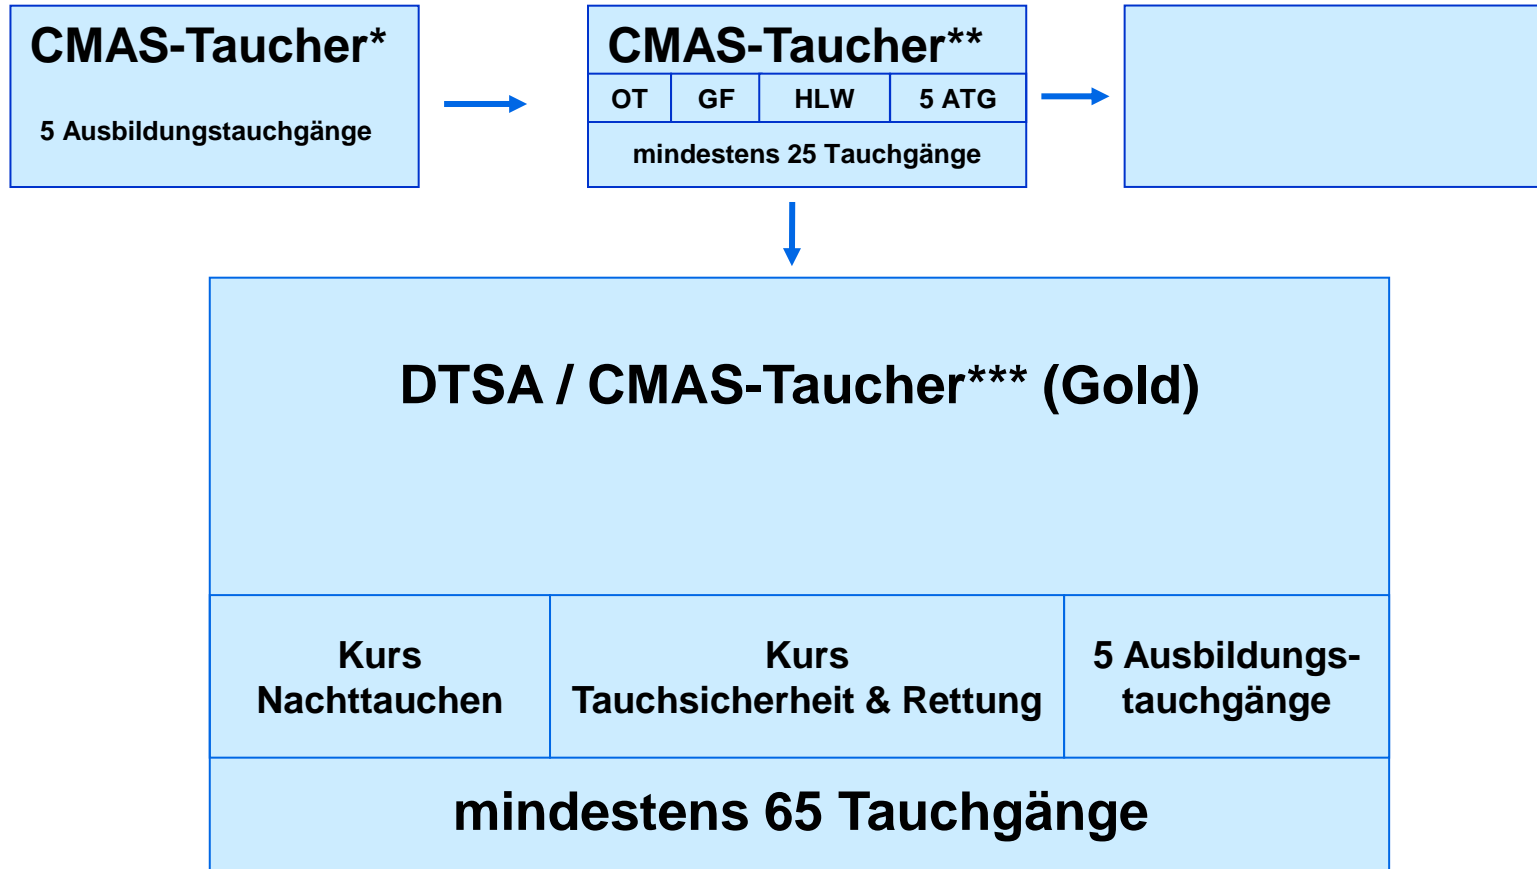 CMAS-Taucher*
5 Ausbildungstauchgänge
CMAS-Taucher**
OT GF HLW 5 ATG
mindestens 25 Tauchgänge
DTSA / CMAS-Taucher*** (Gold)
Kurs
Nachttauchen
Kurs
Tauchsicherheit & Rettung
5 Ausbildungs-
tauchgänge
mindestens 65 Tauchgänge